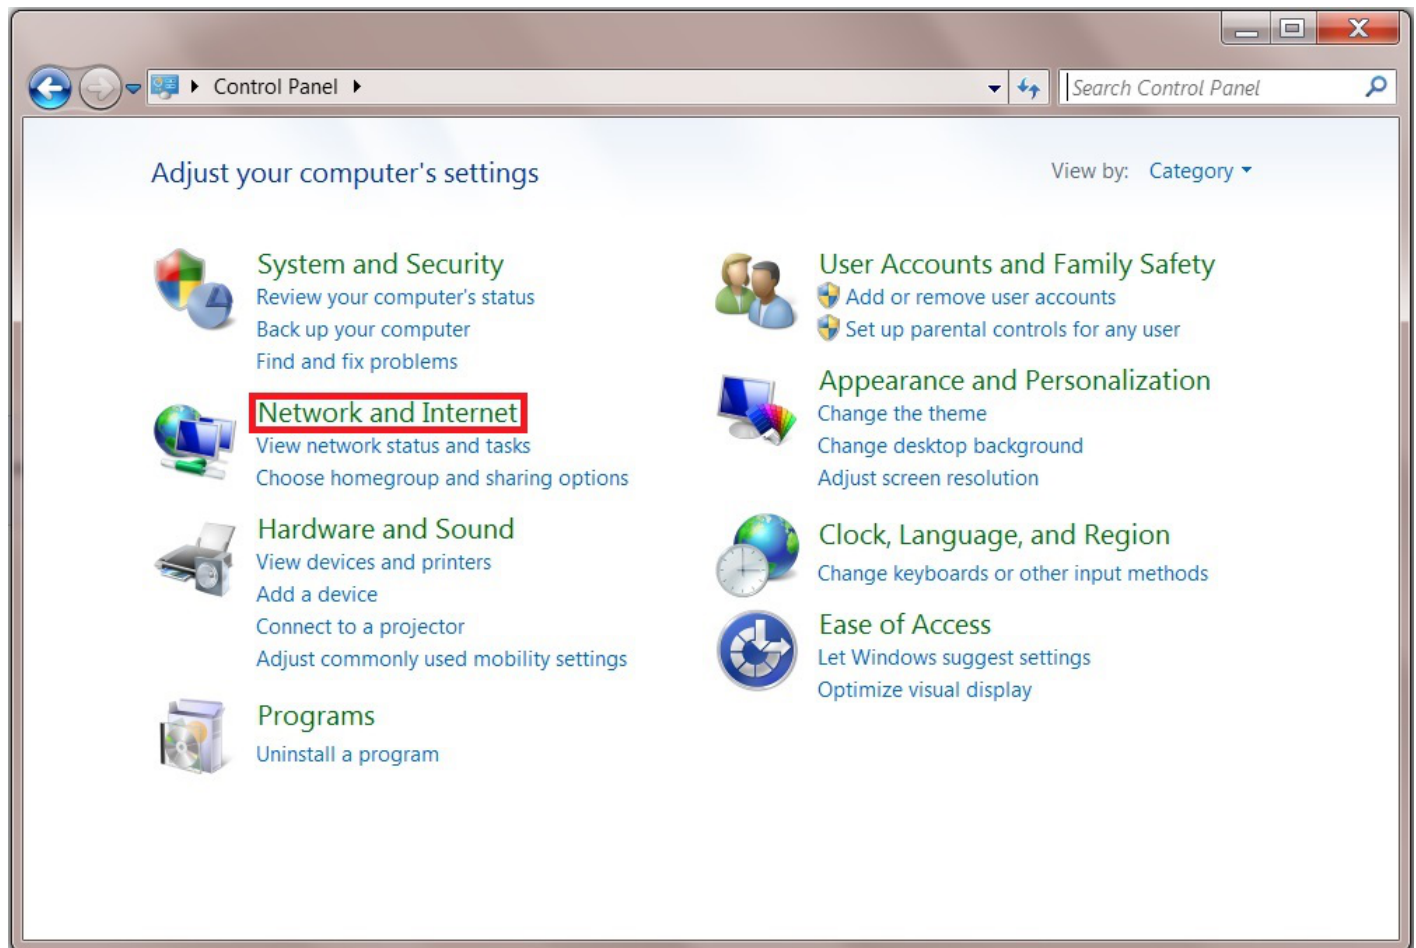 Control Panel
Search Control Panel
Adjust your computer's settings
View by: Category
System and Security
Review your computer's status
Back up your computer
Find and fix problems
Network and Internet
View network status and tasks
Choose homegroup and sharing options
Hardware and Sound
View devices and printers
Add a device
Connect to a projector
Adjust commonly used mobility settings
Programs
Uninstall a program
User Accounts and Family Safety
Add or remove user accounts
Set up parental controls for any user
Appearance and Personalization
Change the theme
Change desktop background
Adjust screen resolution
Clock, Language, and Region
Change keyboards or other input methods
Ease of Access
Let Windows suggest settings
Optimize visual display